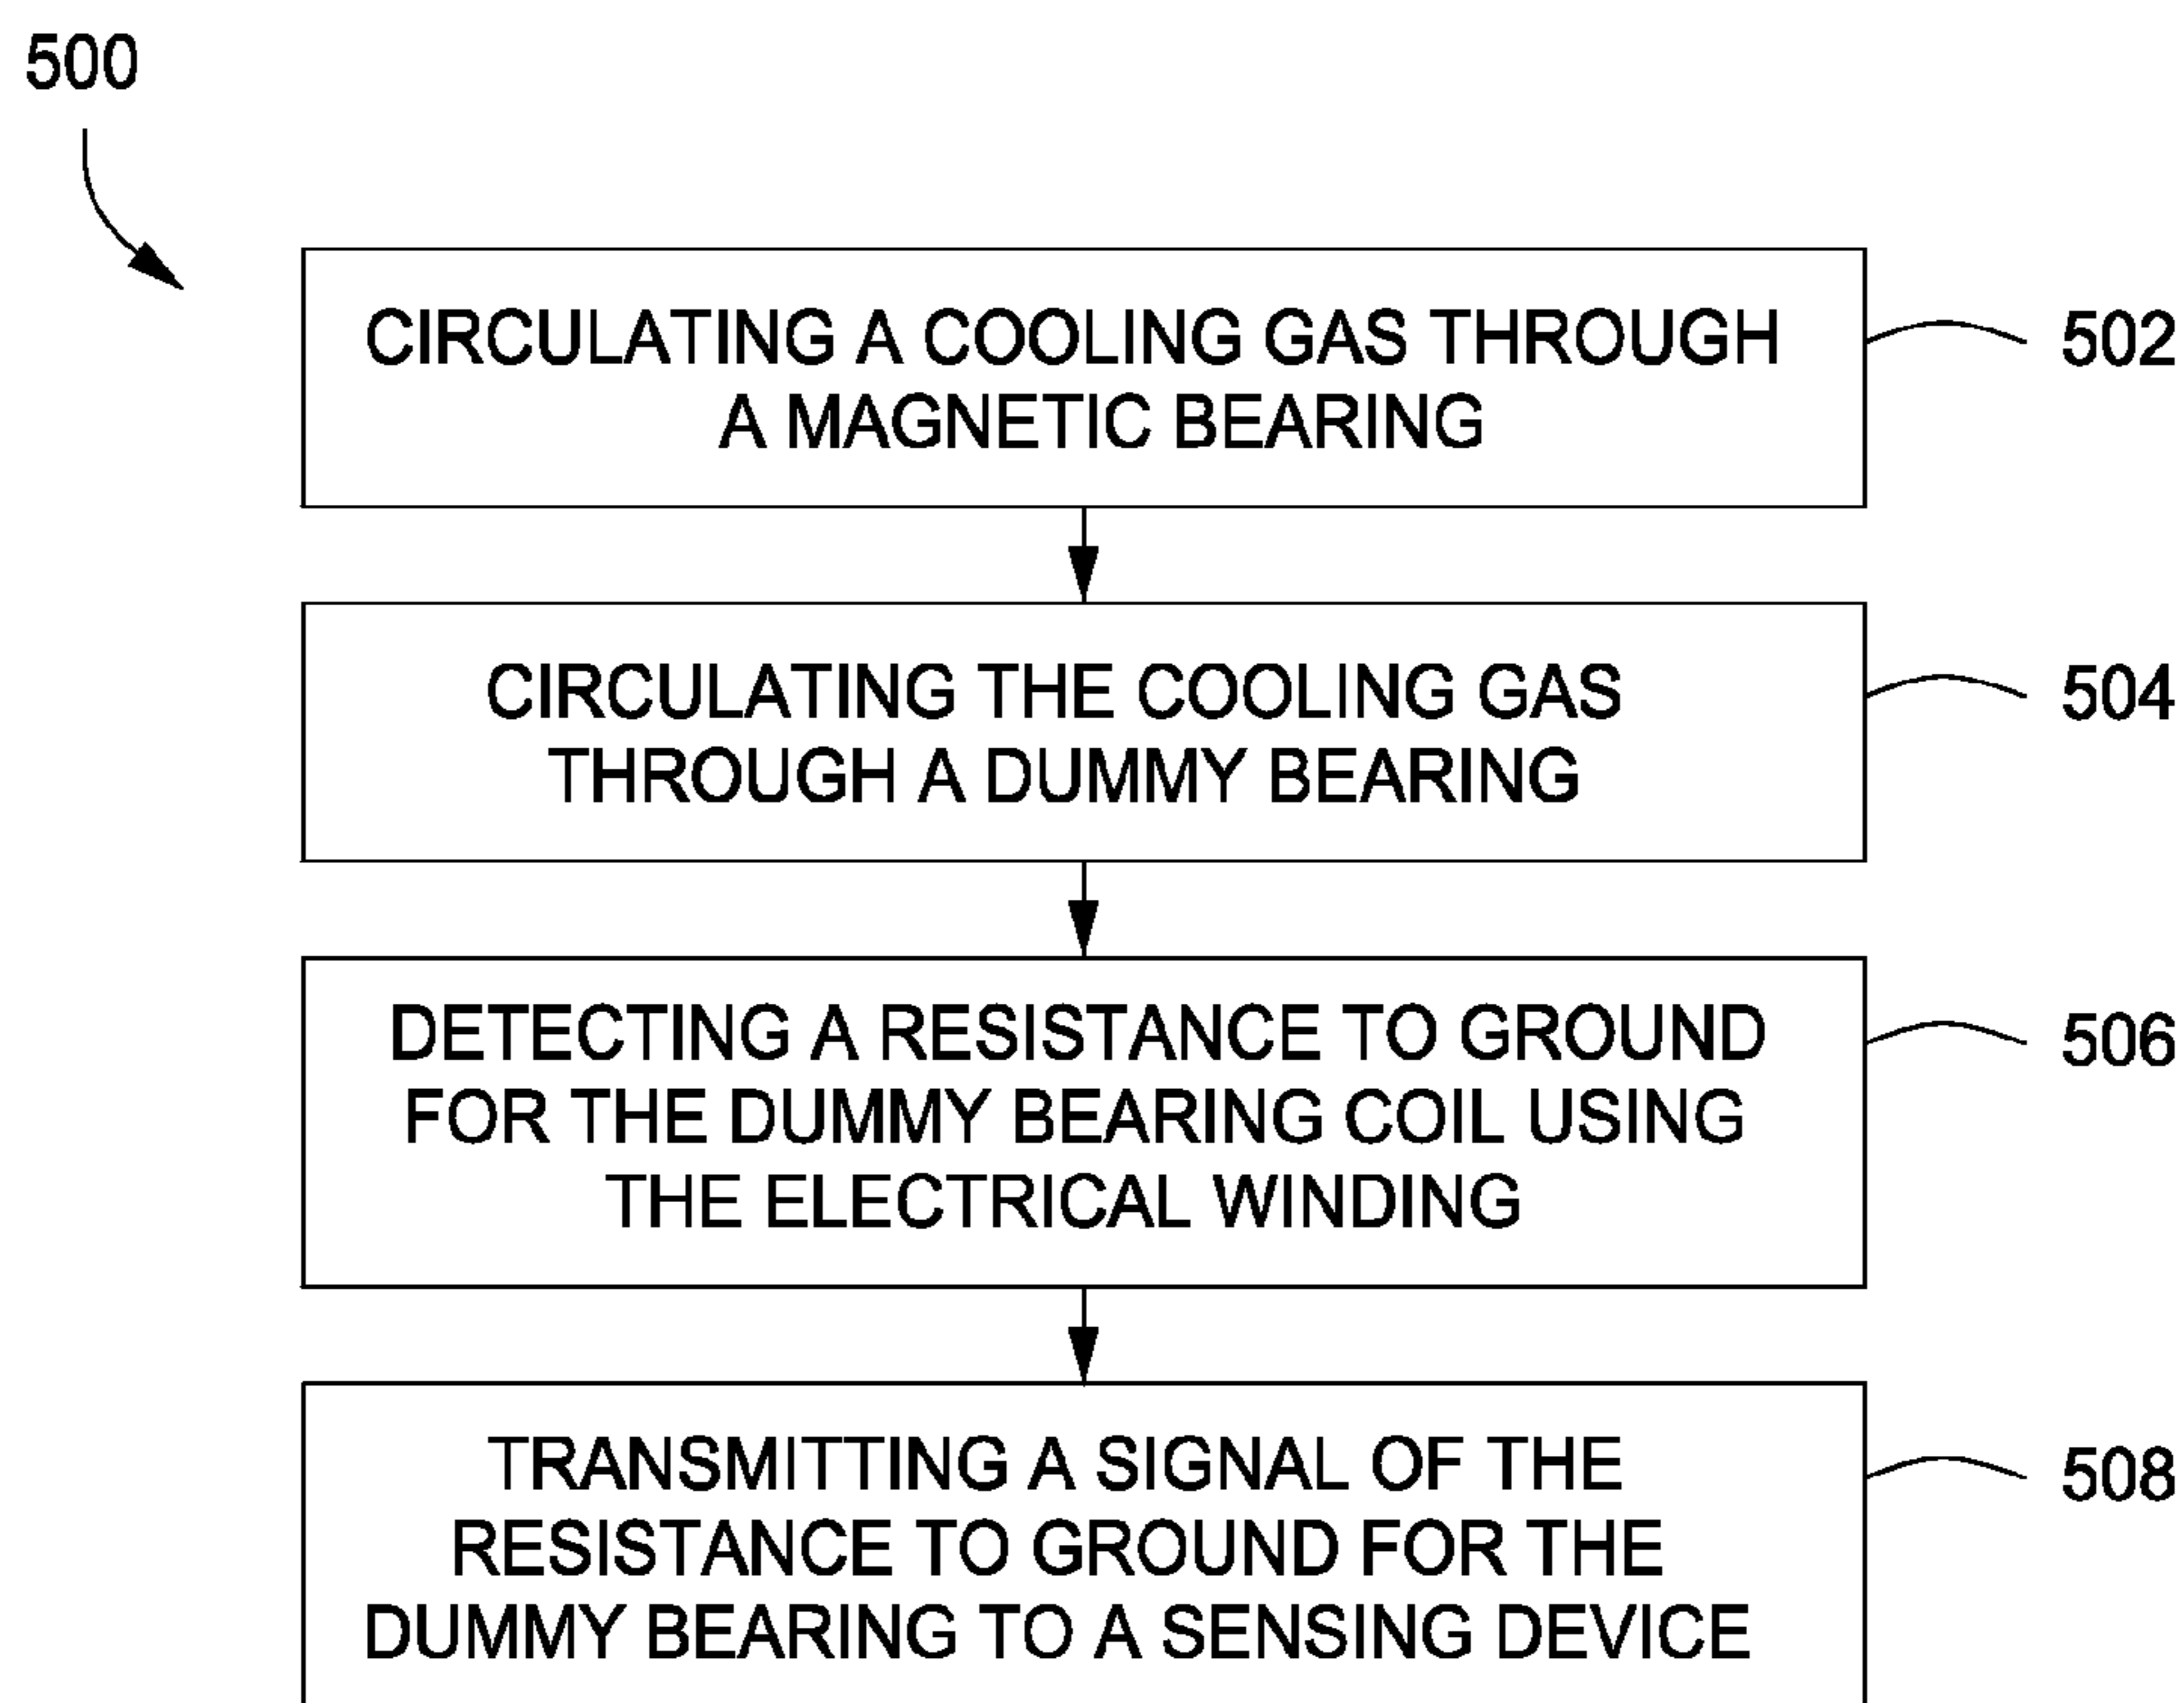 500
CIRCULATING A COOLING GAS THROUGH
A MAGNETIC BEARING
502
CIRCULATING THE COOLING GAS
THROUGH A DUMMY BEARING
504
DETECTING A RESISTANCE TO GROUND
FOR THE DUMMY BEARING COIL USING
THE ELECTRICAL WINDING
506
TRANSMITTING A SIGNAL OF THE
RESISTANCE TO GROUND FOR THE
DUMMY BEARING TO A SENSING DEVICE
508